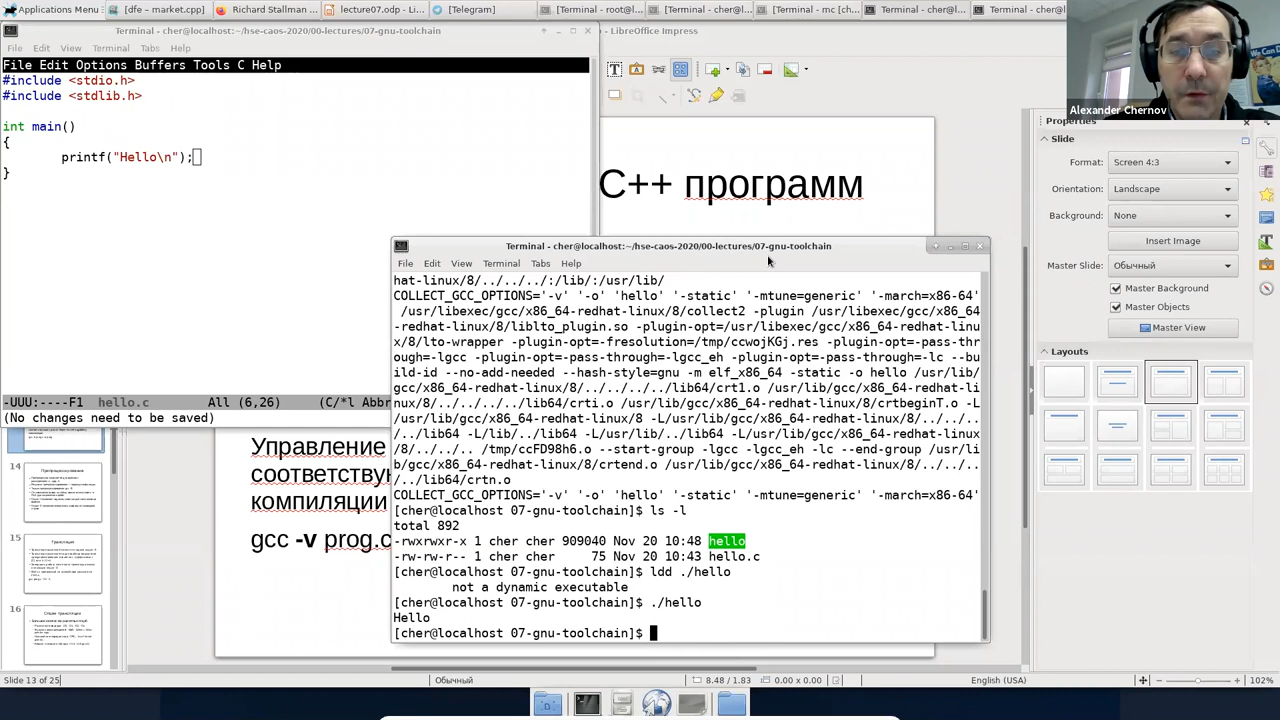 Applications Menu
[dfe – market.cpp]
Richard Stallman ...
lecture07.odp - L...
[Telegram]
[Terminal - root@l...
[Terminal - cher@l...
[Terminal - mc [ch...
[Terminal - cher@l...
[Terminal - cher@l...
Terminal - cher@localhost:~/hse-caos-2020/00-lectures/07-gnu-toolchain
- LibreOffice Impress
File Edit View Terminal Tabs Help
File Edit Options Buffers Tools C Help
#include <stdio.h>
#include <stdlib.h>
int main()
{
printf("Hello\n");
}
-UUU:----F1 hello.c All (6,26) (C/*l Abbr
(No changes need to be saved)
C++ программ
Управление
соответствую
компиляции
gcc -v prog.c
Terminal - cher@localhost:~/hse-caos-2020/00-lectures/07-gnu-toolchain
File Edit View Terminal Tabs Help
hat-linux/8/../../../:/lib/:/usr/lib/
COLLECT_GCC_OPTIONS='-v' '-o' 'hello' '-static' '-mtune=generic' '-march=x86-64'
/usr/libexec/gcc/x86_64-redhat-linux/8/collect2 -plugin /usr/libexec/gcc/x86_64
-redhat-linux/8/liblto_plugin.so -plugin-opt=/usr/libexec/gcc/x86_64-redhat-linu
x/8/lto-wrapper -plugin-opt=-fresolution=/tmp/ccwojKGj.res -plugin-opt=-pass-thr
ough=-lgcc -plugin-opt=-pass-through=-lgcc_eh -plugin-opt=-pass-through=-lc --bu
ild-id --no-add-needed --hash-style=gnu -m elf_x86_64 -static -o hello /usr/lib/
gcc/x86_64-redhat-linux/8/../../../../lib64/crt1.o /usr/lib/gcc/x86_64-redhat-li
nux/8/../../../../lib64/crti.o /usr/lib/gcc/x86_64-redhat-linux/8/crtbeginT.o -L
/usr/lib/gcc/x86_64-redhat-linux/8 -L/usr/lib/gcc/x86_64-redhat-linux/8/../../..
/../lib64 -L/lib/../lib64 -L/usr/lib/../lib64 -L/usr/lib/gcc/x86_64-redhat-linux
/8/../../.. /tmp/ccFD98h6.o --start-group -lgcc -lgcc_eh -lc --end-group /usr/li
b/gcc/x86_64-redhat-linux/8/crtend.o /usr/lib/gcc/x86_64-redhat-linux/8/../../..
/../lib64/crtn.o
COLLECT_GCC_OPTIONS='-v' '-o' 'hello' '-static' '-mtune=generic' '-march=x86-64'
[cher@localhost 07-gnu-toolchain]$ ls -l
total 892
-rwxrwxr-x 1 cher cher 909040 Nov 20 10:48 hello
-rw-rw-r-- 1 cher cher 75 Nov 20 10:43 hello.c
[cher@localhost 07-gnu-toolchain]$ ldd ./hello
not a dynamic executable
[cher@localhost 07-gnu-toolchain]$ ./hello
Hello
[cher@localhost 07-gnu-toolchain]$
14
15
Трансляция
16
Опции трансляции
Alexander Chernov
Properties
Slide
Format: Screen 4:3
Orientation: Landscape
Background: None
Insert Image
Master Slide: Обычный
Master Background
Master Objects
Master View
Layouts
Slide 13 of 25
Обычный
8.48 / 1.83
0.00 x 0.00
English (USA)
102%